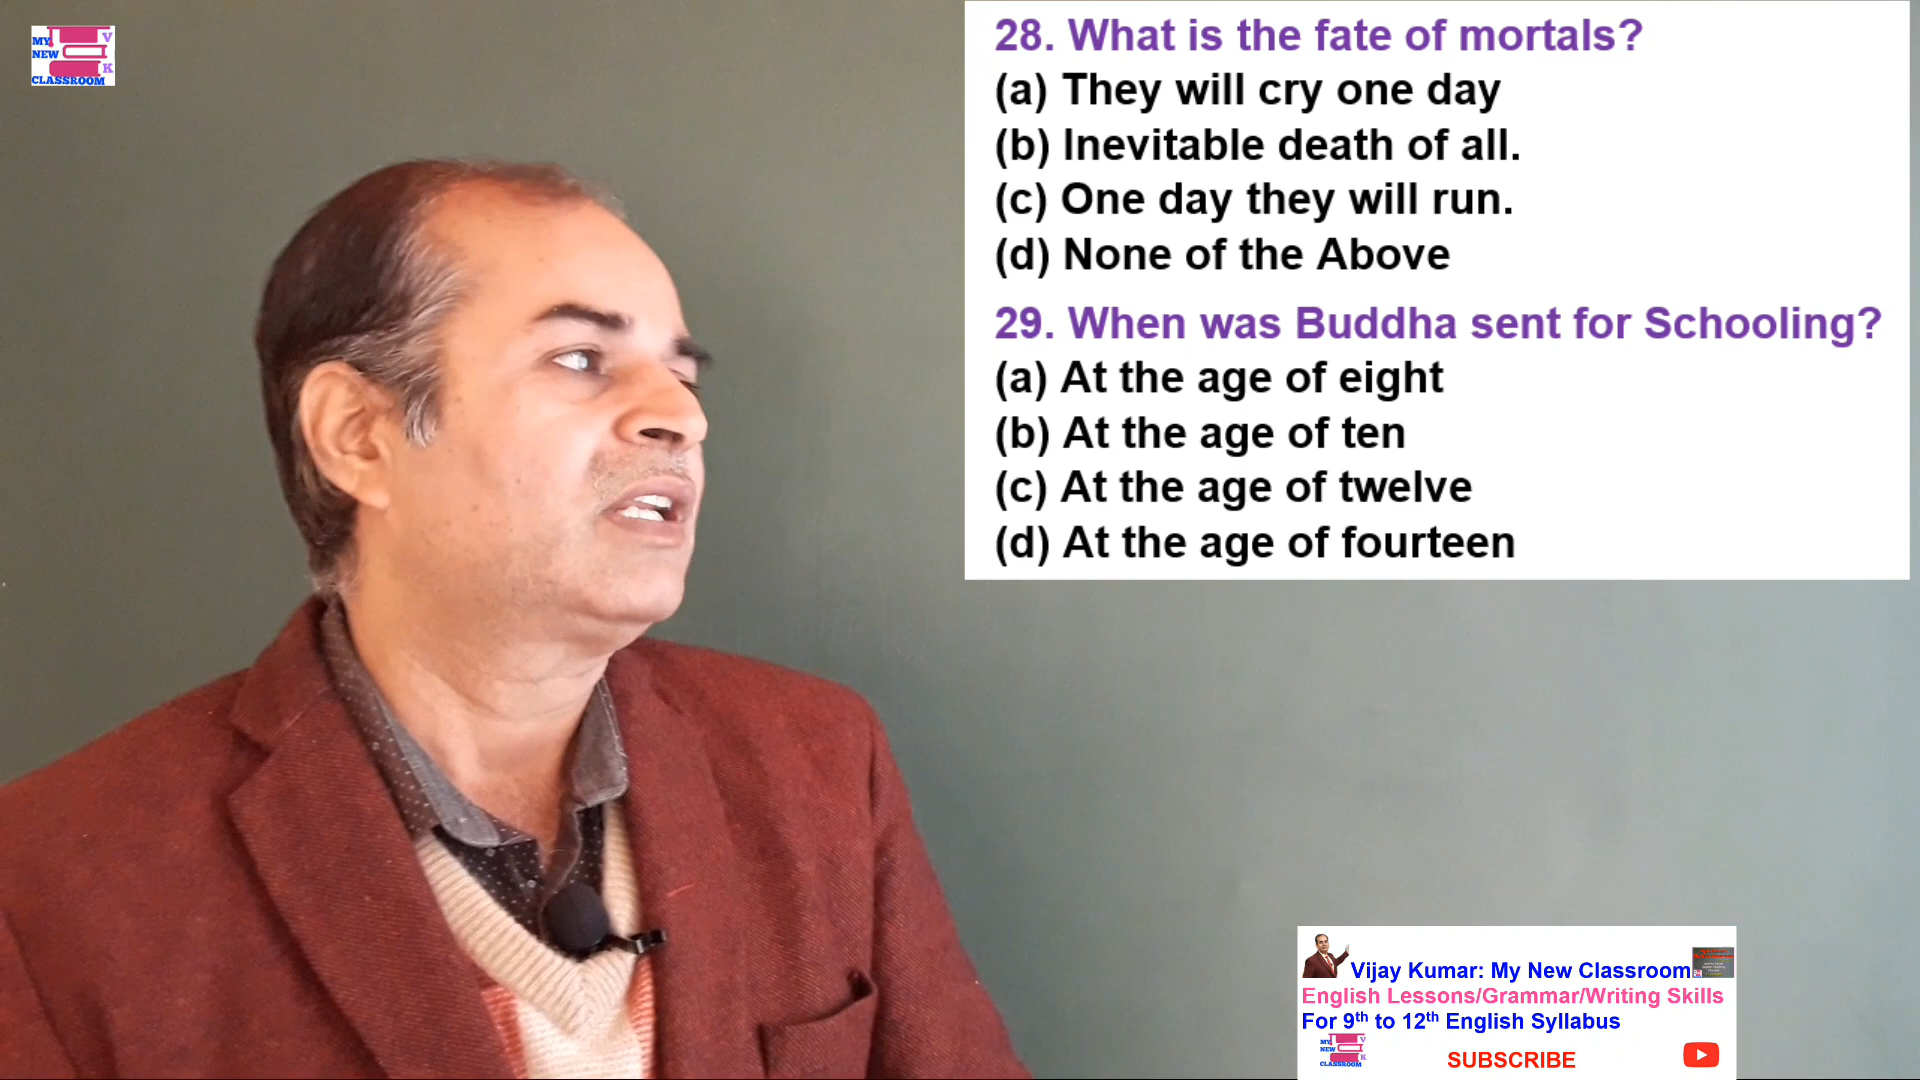 MY V
NEW
K
CLASSROOM
28. What is the fate of mortals?
(a) They will cry one day
(b) Inevitable death of all.
(c) One day they will run.
(d) None of the Above
29. When was Buddha sent for Schooling?
(a) At the age of eight
(b) At the age of ten
(c) At the age of twelve
(d) At the age of fourteen
Vijay Kumar: My New Classroom
English Lessons/Grammar/Writing Skills
For 9th to 12th English Syllabus
MY V
NEW
K
CLASSROOM
SUBSCRIBE